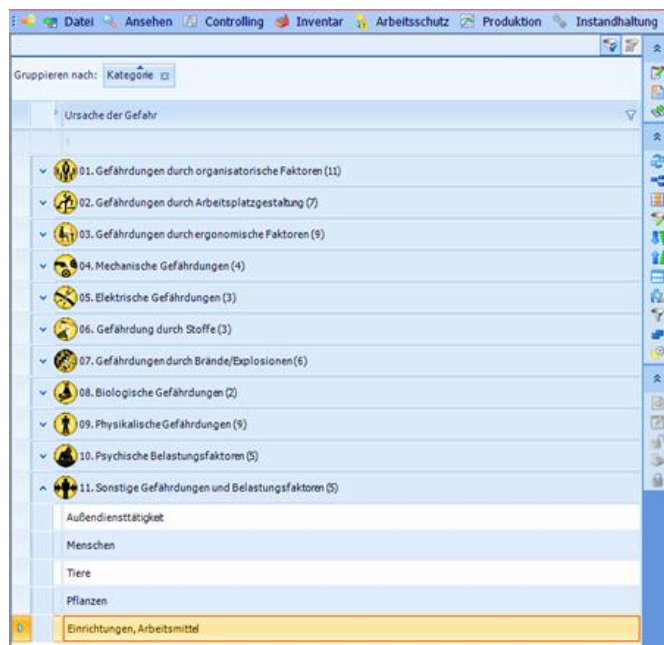 Datei Ansehen Controlling Inventar Arbeitsschutz Produktion Instandhaltung
Gruppieren nach: Kategorie
Ursache der Gefahr
01. Gefährdungen durch organisatorische Faktoren (11)
02. Gefährdungen durch Arbeitsplatzgestaltung (7)
03. Gefährdungen durch ergonomische Faktoren (9)
04. Mechanische Gefährdungen (4)
05. Elektrische Gefährdungen (3)
06. Gefährdung durch Stoffe (3)
07. Gefährdungen durch Brände/Explosionen (6)
08. Biologische Gefährdungen (2)
09. Physikalische Gefährdungen (9)
10. Psychische Belastungsfaktoren (5)
11. Sonstige Gefährdungen und Belastungsfaktoren (5)
Außendiensttätigkeit
Menschen
Tiere
Pflanzen
Einrichtungen, Arbeitsmittel